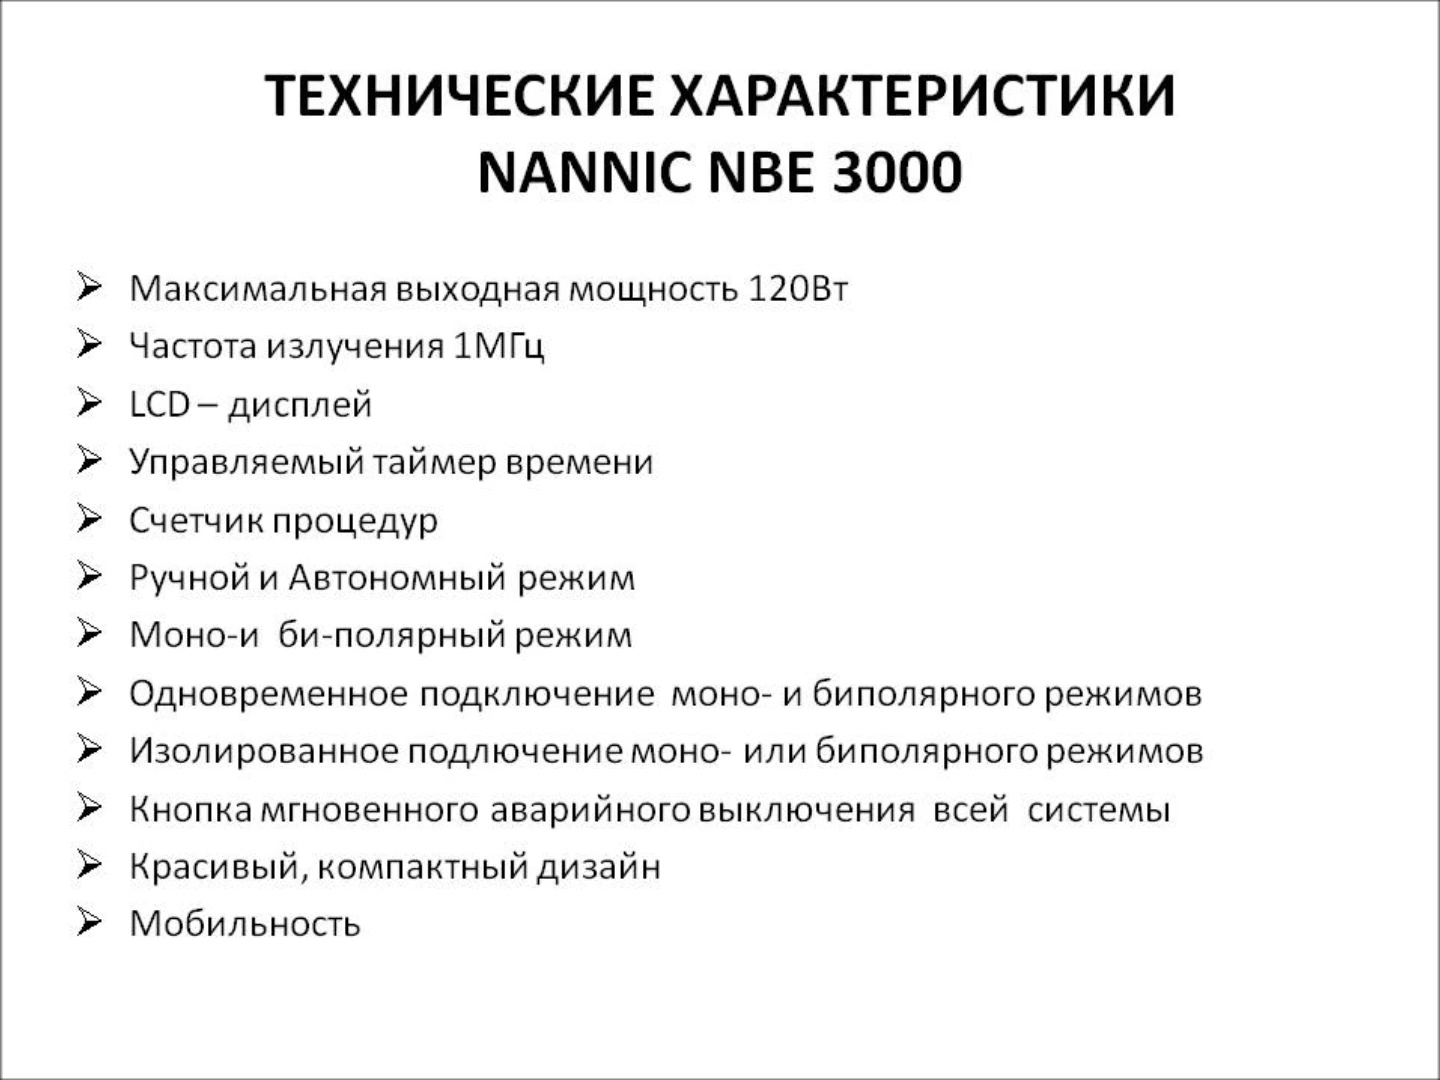 ТЕХНИЧЕСКИЕ ХАРАКТЕРИСТИКИ
NANNIC NBE 3000
Максимальная выходная мощность 120Вт
Частота излучения 1МГц
LCD – дисплей
Управляемый таймер времени
Счетчик процедур
Ручной и Автономный режим
Моно-и би-полярный режим
Одновременное подключение моно- и биполярного режимов
Изолированное подлючение моно- или биполярного режимов
Кнопка мгновенного аварийного выключения всей системы
Красивый, компактный дизайн
Мобильность